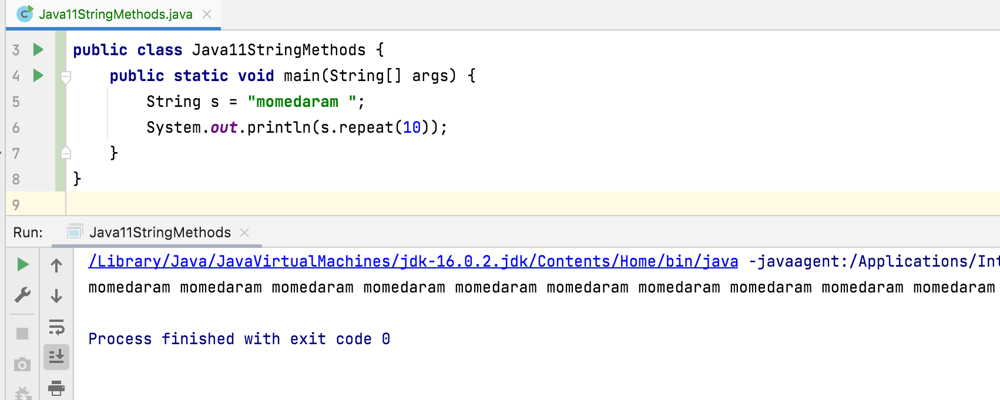 Java11StringMethods.java
3 public class Java11StringMethods {
4 public static void main(String[] args) {
5 String s = "momedaram ";
6 System.out.println(s.repeat(10));
7 }
8 }
9
Run: Java11StringMethods
/Library/Java/JavaVirtualMachines/jdk-16.0.2.jdk/Contents/Home/bin/java -javaagent:/Applications/Int
momedaram momedaram momedaram momedaram momedaram momedaram momedaram momedaram momedaram momedaram
Process finished with exit code 0